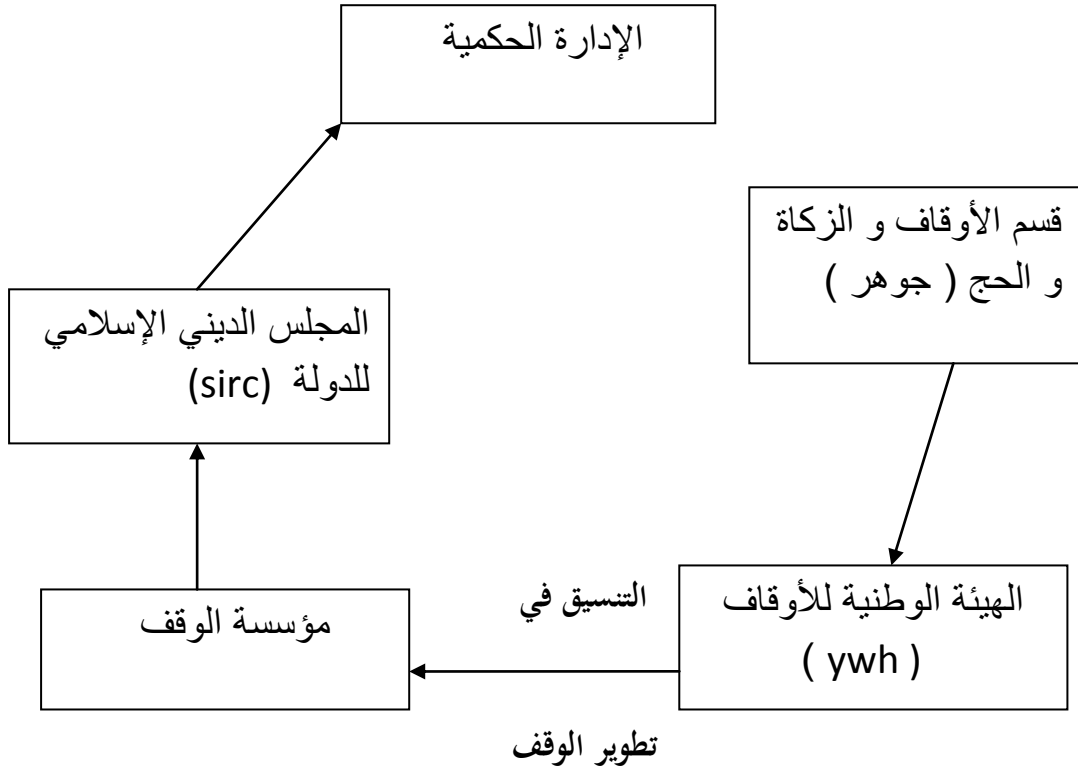 الإدارة الحكمية
قسم الأوقاف و الزكاة
و الحج ( جوهر )
المجلس الديني الإسلامي
للدولة (sirc)
الهيئة الوطنية للأوقاف
( ywh )
التنسيق في
مؤسسة الوقف
تطوير الوقف